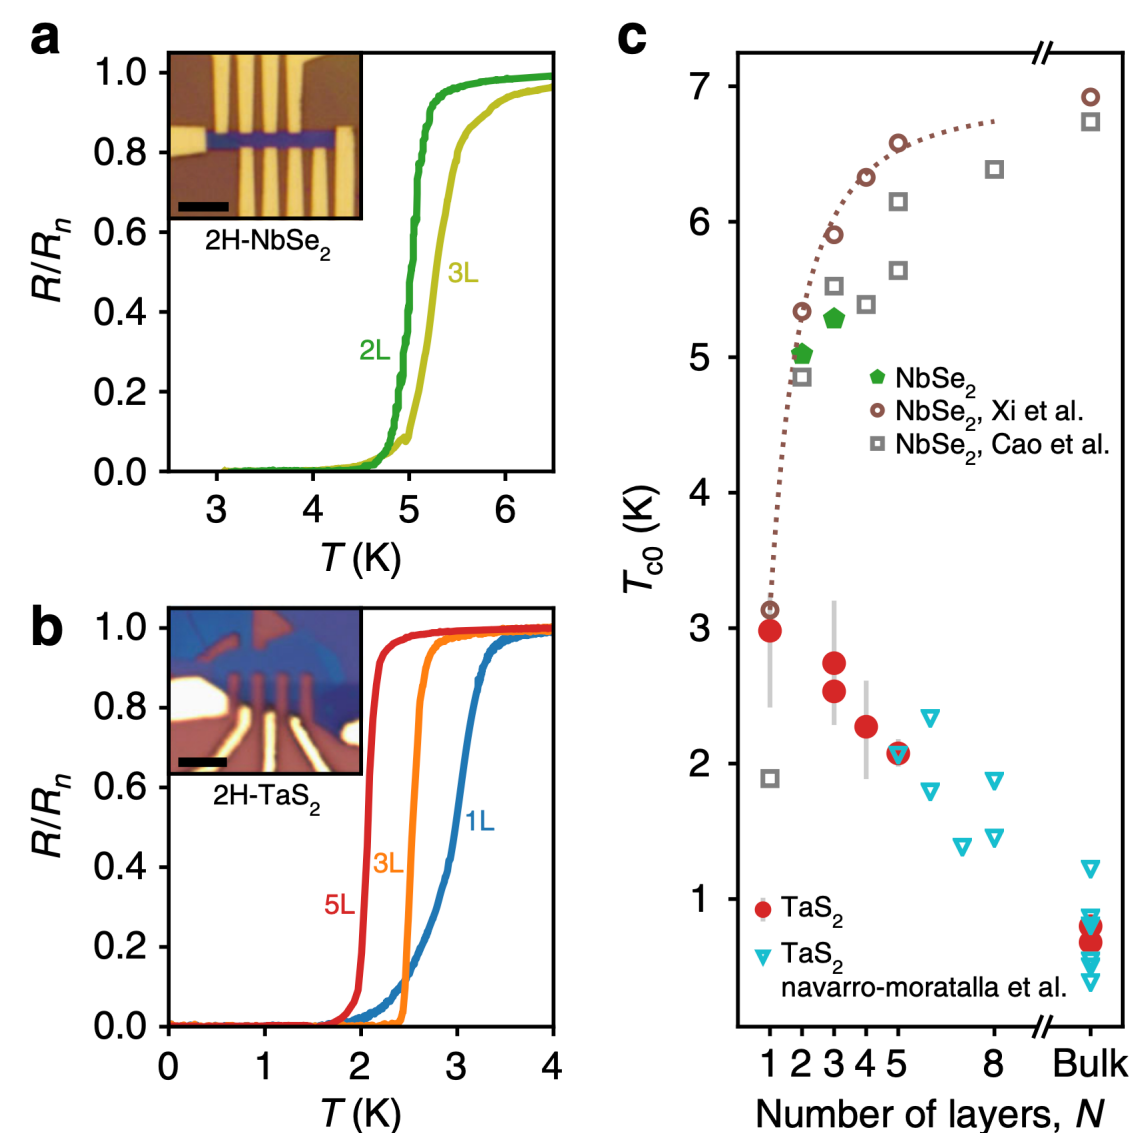 a
1.0
0.8
0.6
0.4
0.2
0.0
R/Rn
2H-NbSe2
3L
2L
3 4 5 6
T (K)
b
1.0
0.8
0.6
0.4
0.2
0.0
R/Rn
2H-TaS2
1L
3L
5L
0 1 2 3 4
T (K)
c
7
6
5
4
3
2
1
Tc0 (K)
NbSe2
NbSe2, Xi et al.
NbSe2, Cao et al.
TaS2
TaS2
navarro-moratalla et al.
1 2 3 4 5 8 Bulk
Number of layers, N